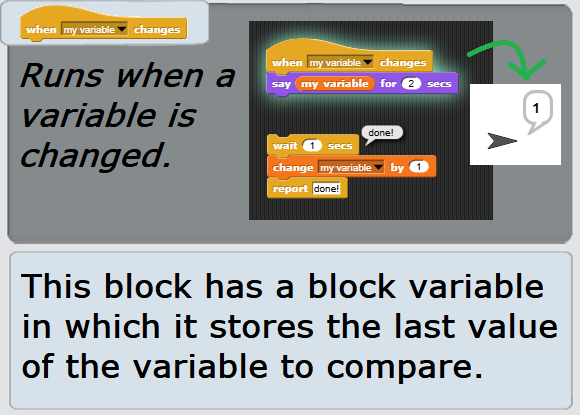 when my variable changes
Runs when a
variable is
changed.
when my variable changes
say my variable for 2 secs
done!
wait 1 secs
change my variable by 1
report done!
1
This block has a block variable
in which it stores the last value
of the variable to compare.